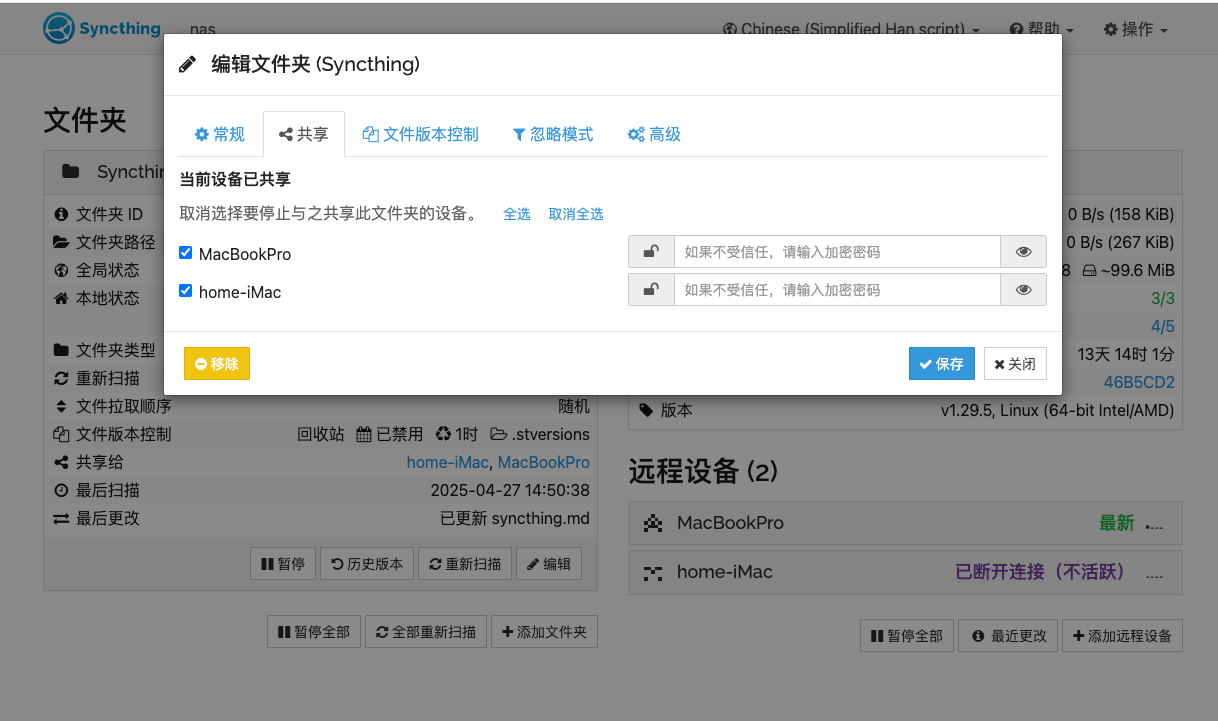 Syncthing nas Chinese (Simplified Han script) 帮助 操作
编辑文件夹 (Syncthing)
常规 共享 文件版本控制 忽略模式 高级
当前设备已共享
取消选择要停止与之共享此文件夹的设备。 全选 取消全选
MacBookPro 如果不受信任，请输入加密密码
home-iMac 如果不受信任，请输入加密密码
移除 保存 关闭
文件夹
文件夹 ID
文件夹路径
全局状态
本地状态
文件夹类型
重新扫描
文件拉取顺序 随机
文件版本控制 回收站 已禁用 1时 .stversions
共享给 home-iMac, MacBookPro
最后扫描 2025-04-27 14:50:38
最后更改 已更新 syncthing.md
暂停 历史版本 重新扫描 编辑
暂停全部 全部重新扫描 添加文件夹
0 B/s (158 KiB)
0 B/s (267 KiB)
8 ~99.6 MiB
3/3
4/5
13天 14时 1分
46B5CD2
版本 v1.29.5, Linux (64-bit Intel/AMD)
远程设备 (2)
MacBookPro 最新
home-iMac 已断开连接（不活跃）
暂停全部 最近更改 添加远程设备